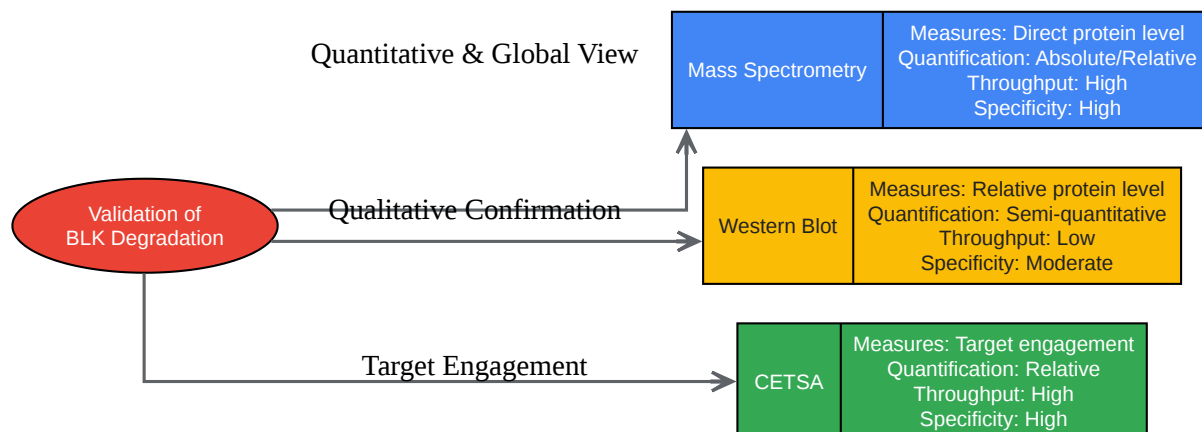 Quantitative & Global View
Mass Spectrometry
Measures: Direct protein level
Quantification: Absolute/Relative
Throughput: High
Specificity: High
Validation of
BLK Degradation
Qualitative Confirmation
Western Blot
Measures: Relative protein level
Quantification: Semi-quantitative
Throughput: Low
Specificity: Moderate
Target Engagement
CETSA
Measures: Target engagement
Quantification: Relative
Throughput: High
Specificity: High